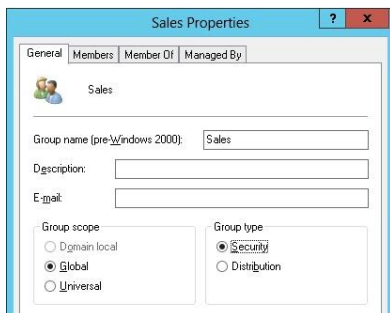 Sales Properties
? x
General Members Member Of Managed By
Sales
Group name (pre-Windows 2000): Sales
Description:
E-mail:
Group scope
Domain local
Global
Universal
Group type
Security
Distribution